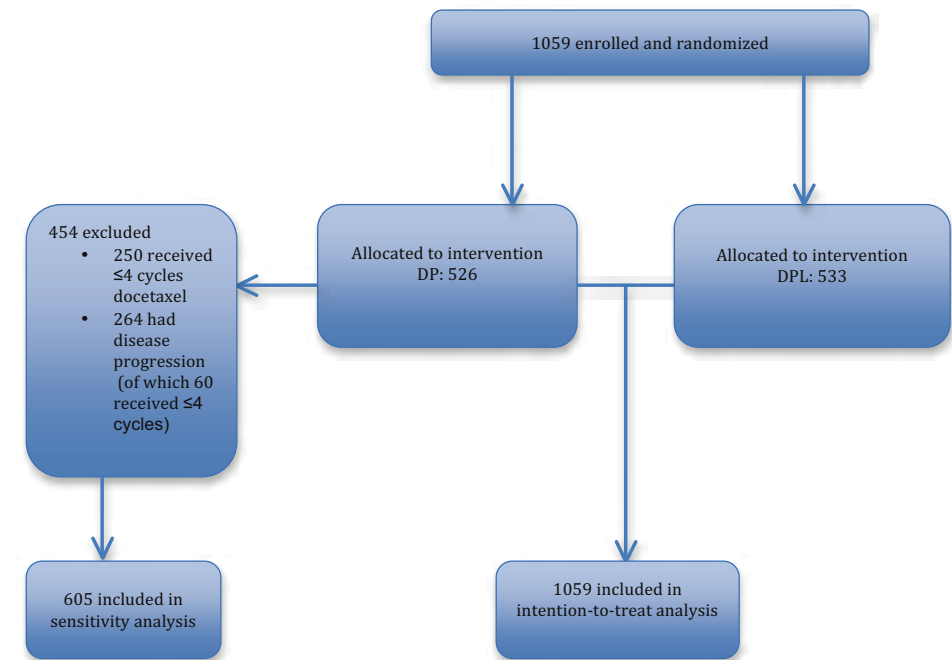 1059 enrolled and randomized
454 excluded
• 250 received
≤4 cycles
docetaxel
• 264 had
disease
progression
(of which 60
received ≤4
cycles)
Allocated to intervention
DP: 526
Allocated to intervention
DPL: 533
605 included in
sensitivity analysis
1059 included in
intention-to-treat analysis